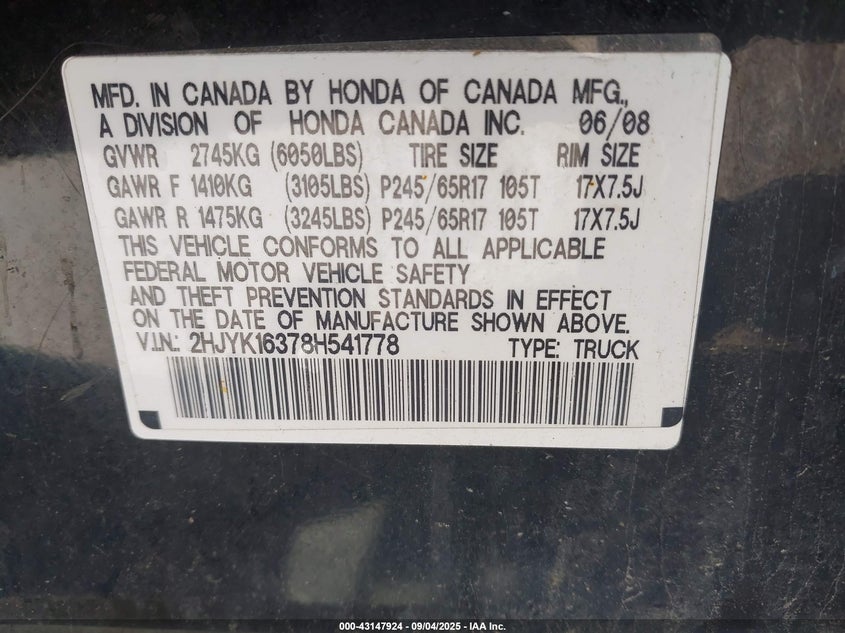 MFD. IN CANADA BY HONDA OF CANADA MFG.,
A DIVISION OF HONDA CANADA INC. 06/08
GVWR 2745KG (6050LBS) TIRE SIZE RIM SIZE
GAWR F 1410KG (3105LBS) P245/65R17 105T 17X7.5J
GAWR R 1475KG (3245LBS) P245/65R17 105T 17X7.5J
THIS VEHICLE CONFORMS TO ALL APPLICABLE
FEDERAL MOTOR VEHICLE SAFETY
AND THEFT PREVENTION STANDARDS IN EFFECT
ON THE DATE OF MANUFACTURE SHOWN ABOVE.
V.I.N.: 2HJYK16378H541778 TYPE: TRUCK
000-43147924 - 09/04/2025 - IAA Inc.